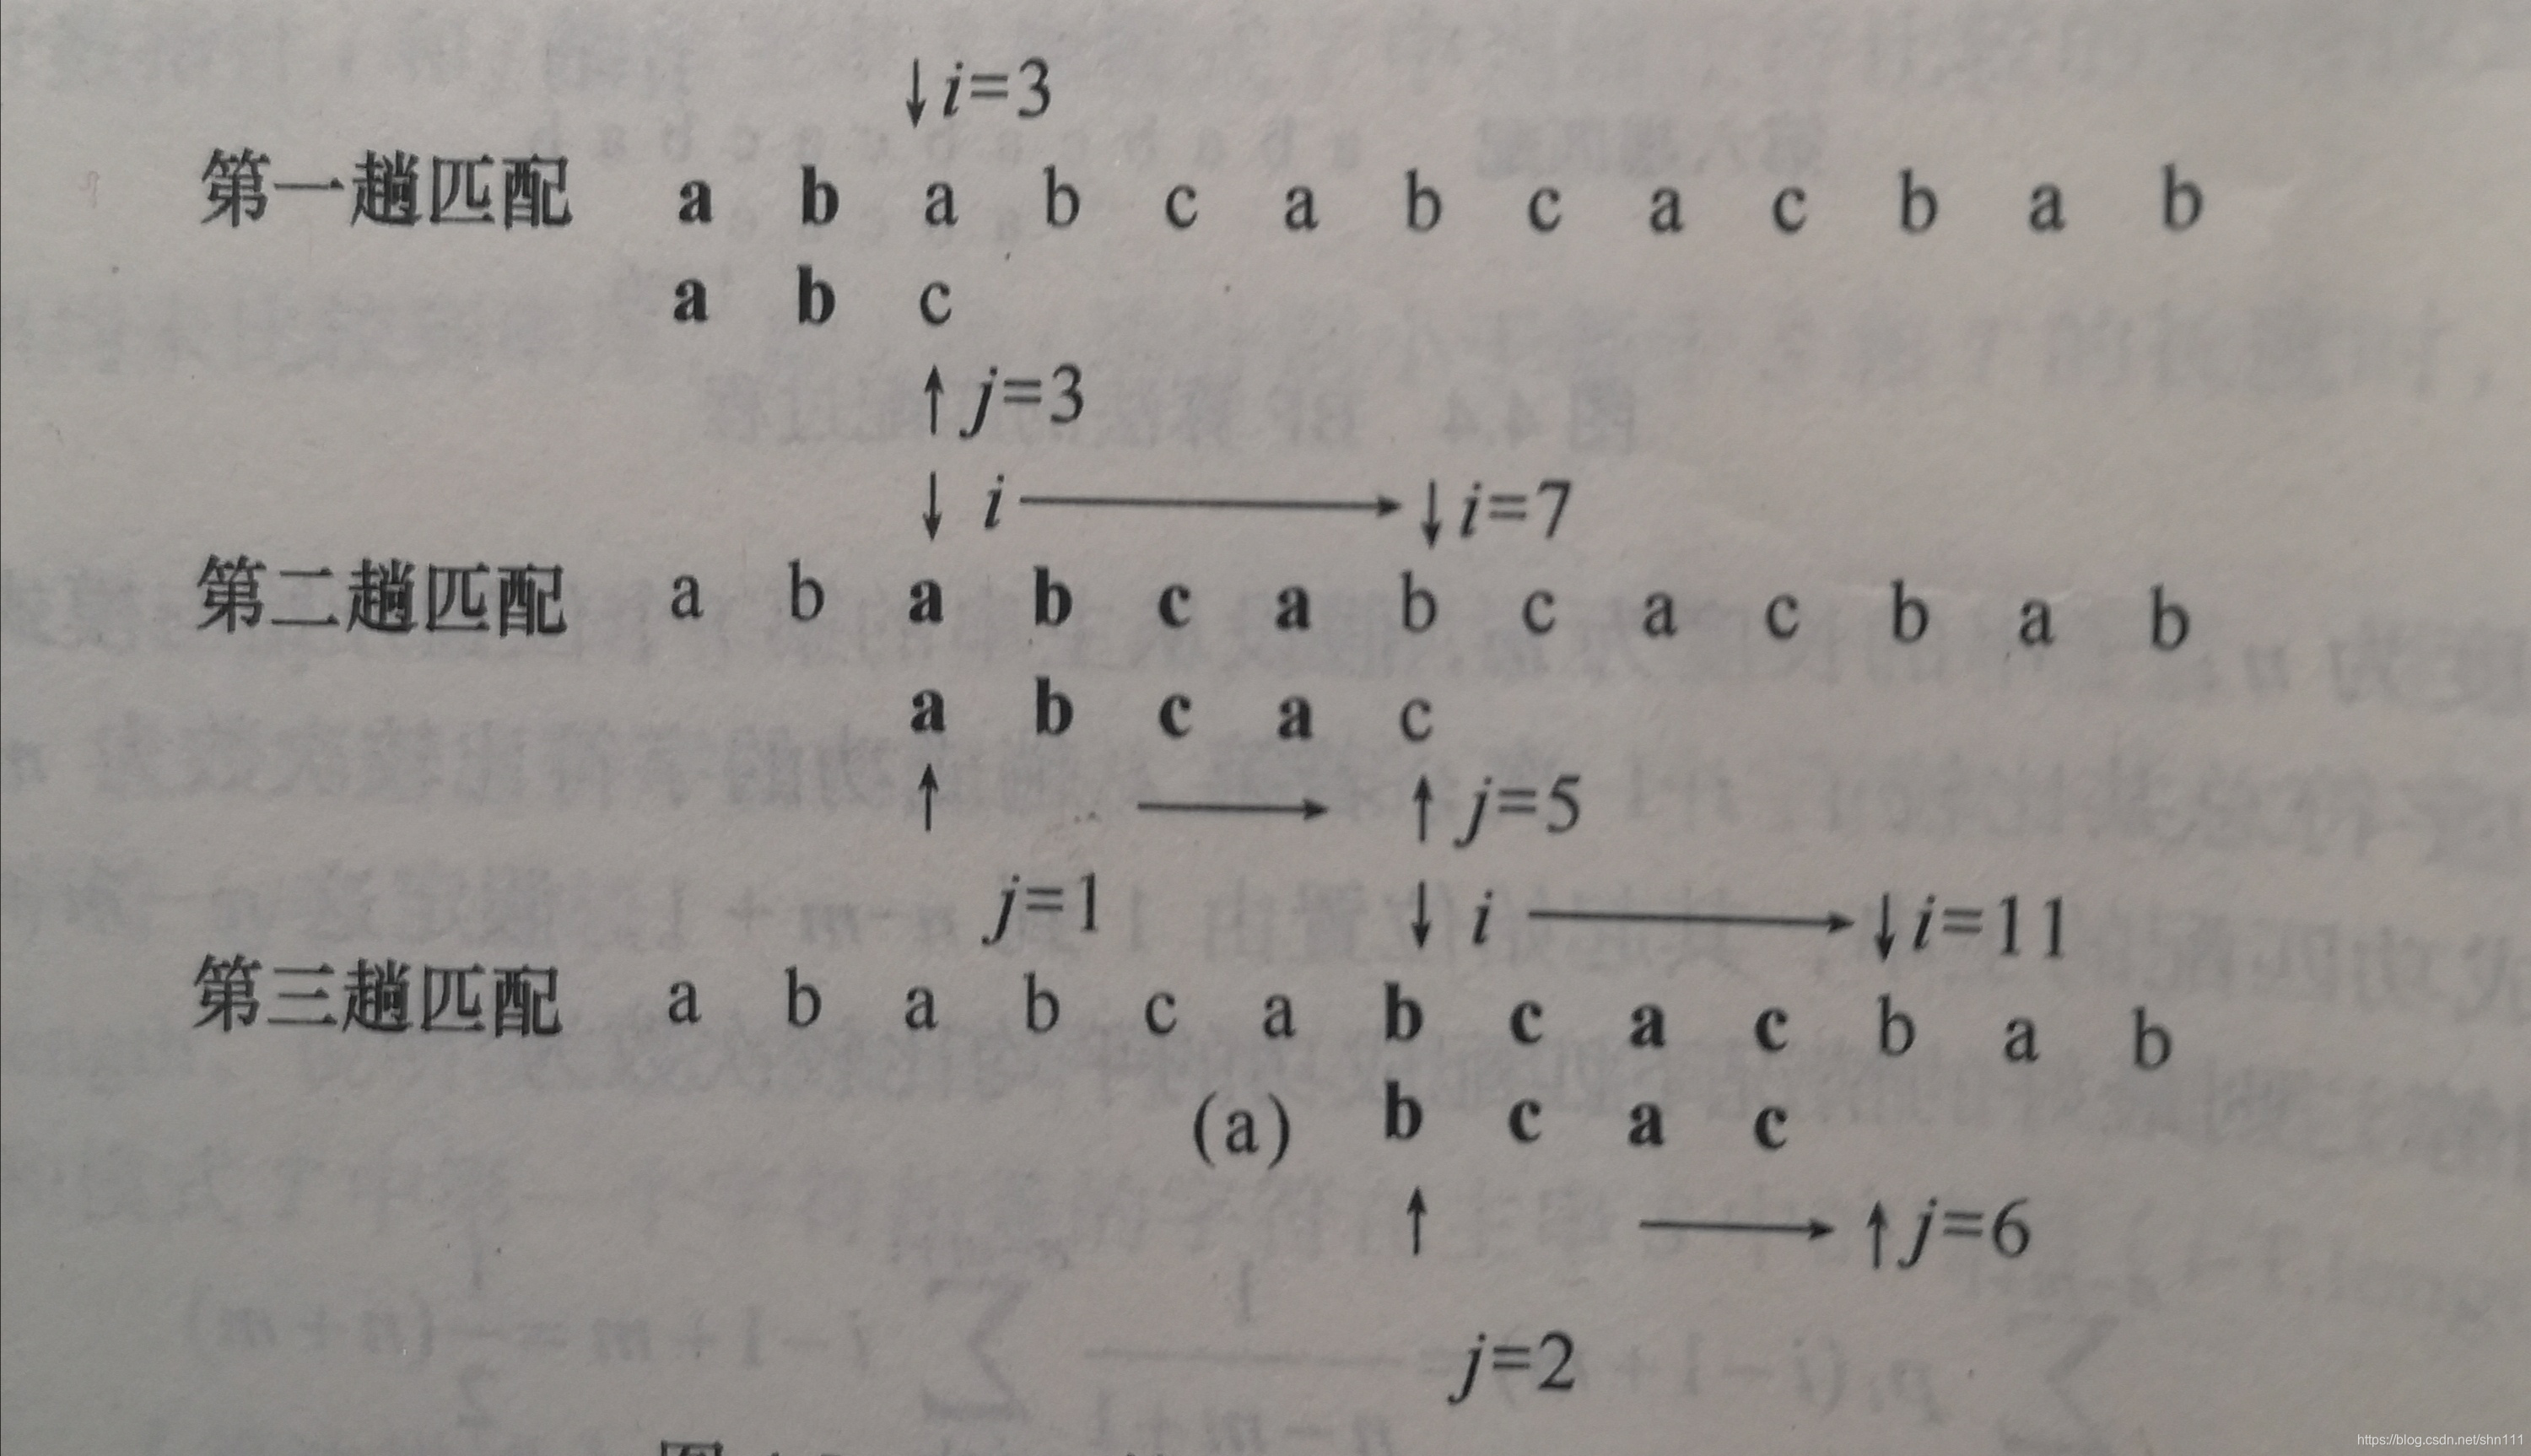 ↓i=3
第一趟匹配 a b a b c a b c a c b a b
a b c
↑j=3
↓ i → ↓i=7
第二趟匹配 a b a b c a b c a c b a b
a b c a c
↑ → ↑j=5
j=1 ↓ i → ↓i=11
第三趟匹配 a b a b c a b c a c b a b
(a) b c a c
↑ → ↑j=6
j=2
https://blog.csdn.net/shn111